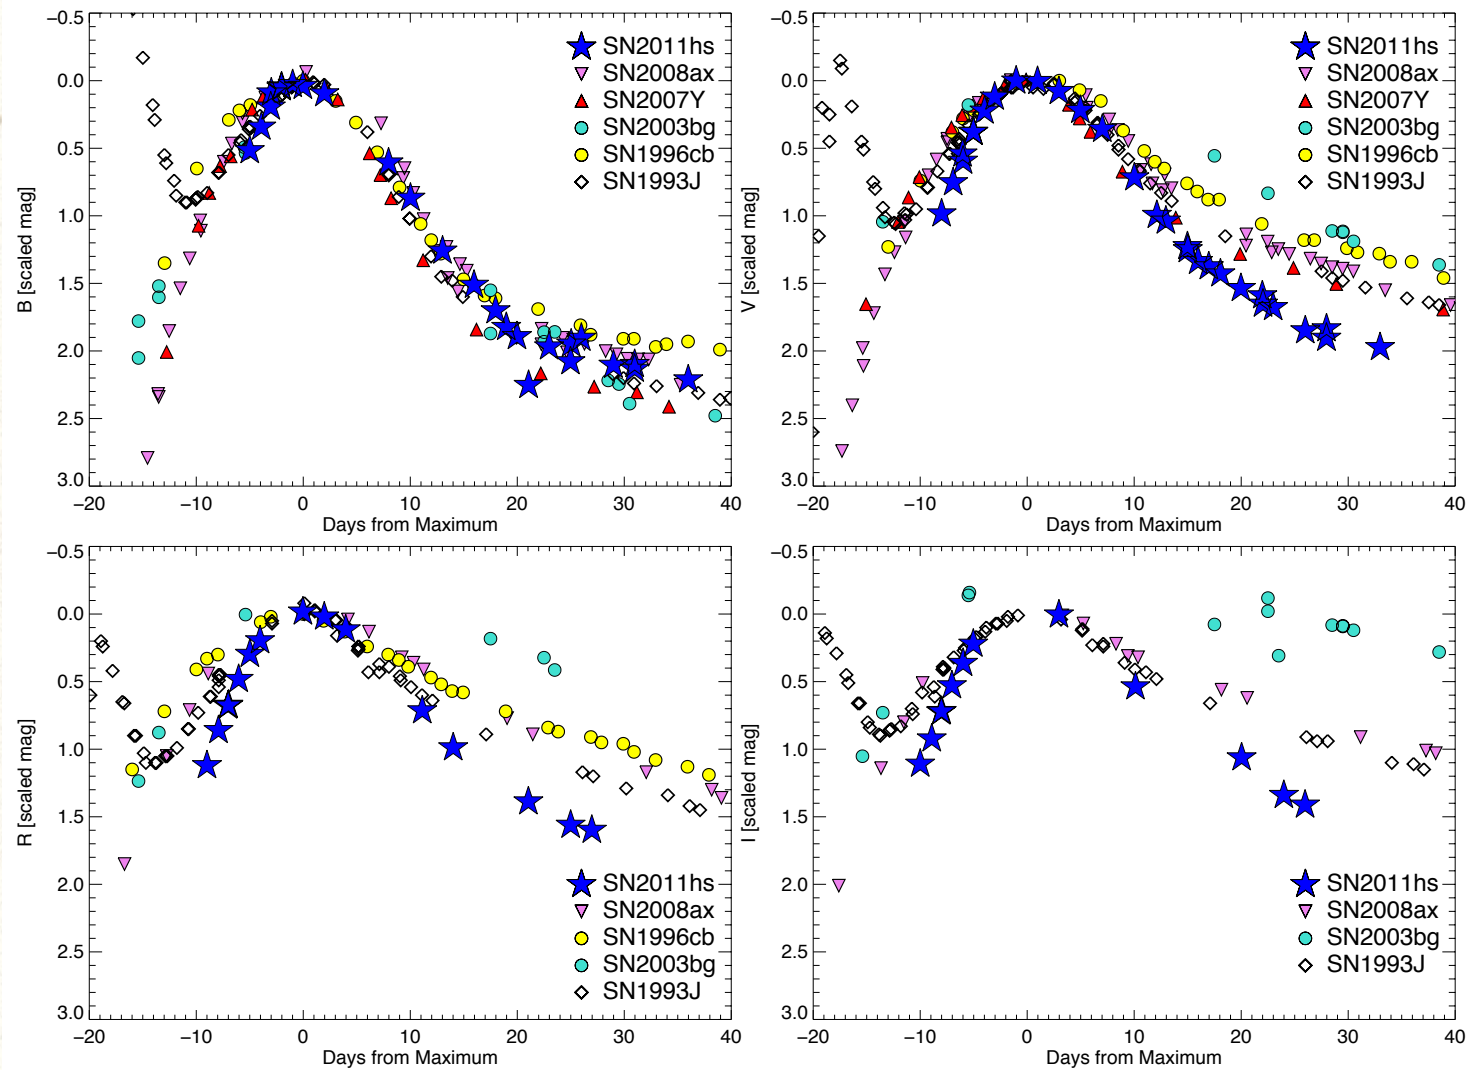 −0.5
0.0
0.5
1.0
1.5
2.0
2.5
3.0
B [scaled mag]
−20 −10 0 10 20 30 40
Days from Maximum
SN2011hs
SN2008ax
SN2007Y
SN2003bg
SN1996cb
SN1993J
−0.5
0.0
0.5
1.0
1.5
2.0
2.5
3.0
V [scaled mag]
−20 −10 0 10 20 30 40
Days from Maximum
SN2011hs
SN2008ax
SN2007Y
SN2003bg
SN1996cb
SN1993J
−0.5
0.0
0.5
1.0
1.5
2.0
2.5
3.0
R [scaled mag]
−20 −10 0 10 20 30 40
Days from Maximum
SN2011hs
SN2008ax
SN1996cb
SN2003bg
SN1993J
−0.5
0.0
0.5
1.0
1.5
2.0
2.5
3.0
I [scaled mag]
−20 −10 0 10 20 30 40
Days from Maximum
SN2011hs
SN2008ax
SN2003bg
SN1993J